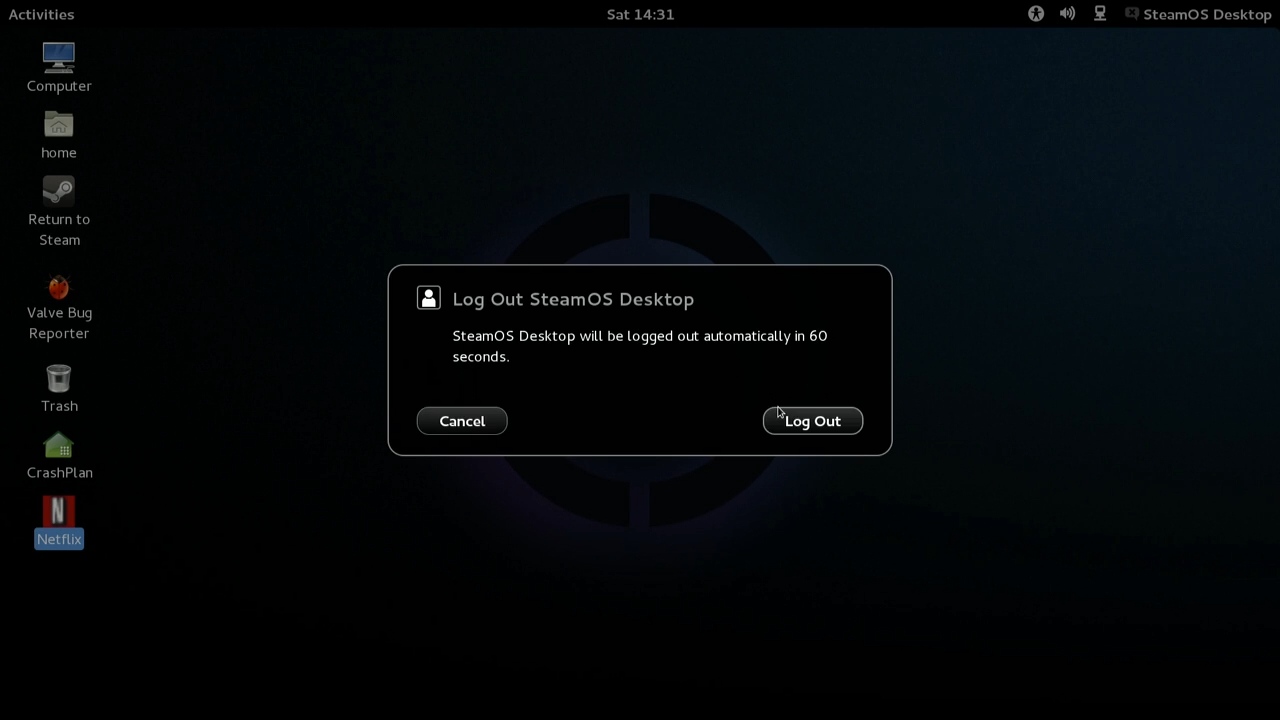 Activities
Sat 14:31
SteamOS Desktop
Computer
home
Return to
Steam
Valve Bug
Reporter
Trash
CrashPlan
N
Netflix
Log Out SteamOS Desktop
SteamOS Desktop will be logged out automatically in 60
seconds.
Cancel
Log Out